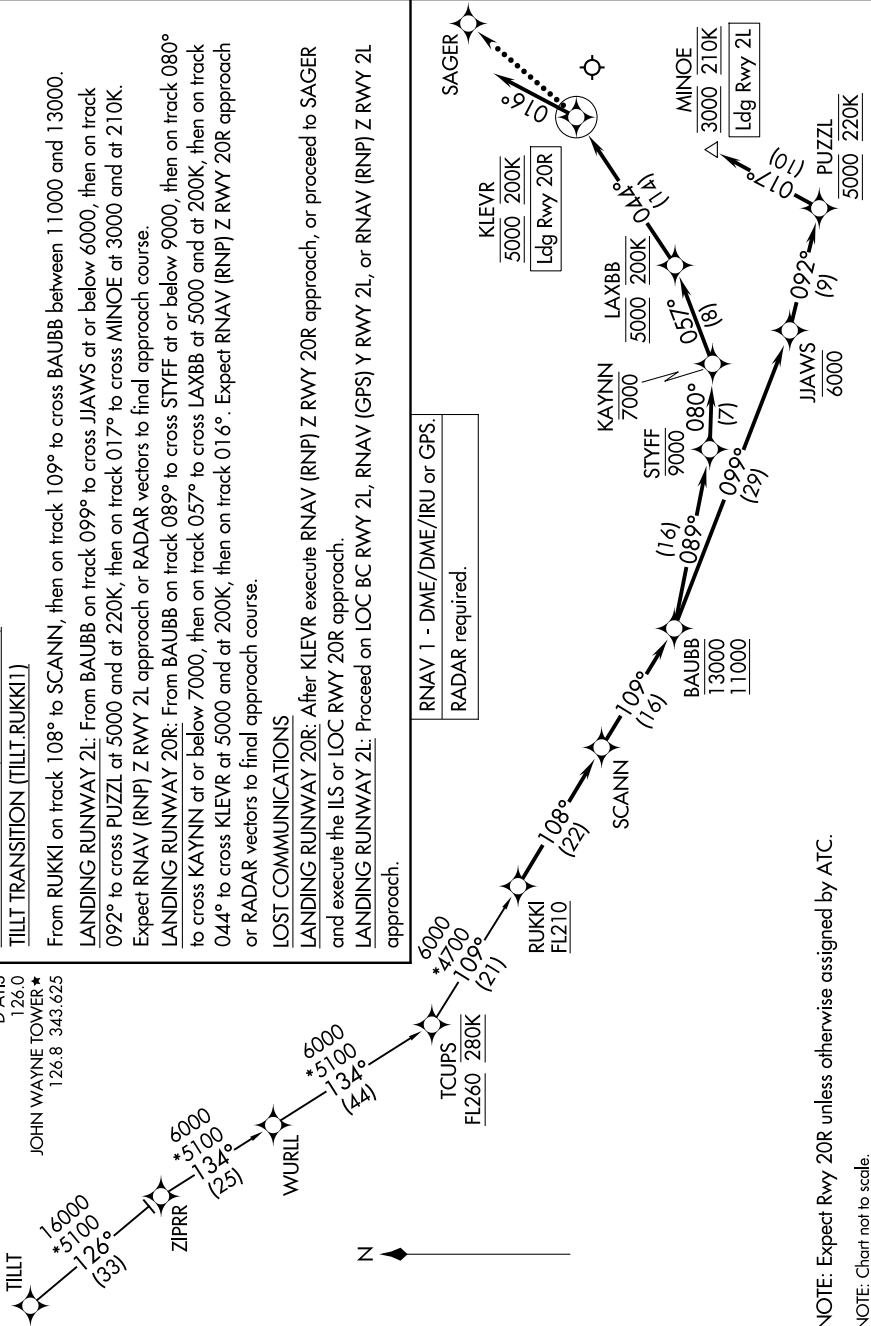 D-ATIS
126.0
JOHN WAYNE TOWER★
126.8 343.625
TILLT TRANSITION (TILLT.RUKKI1)
From RUKKI on track 108° to SCANN, then on track 109° to cross BAUBB between 11000 and 13000.
LANDING RUNWAY 2L: From BAUBB on track 099° to cross JJAWS at or below 6000, then on track
092° to cross PUZZL at 5000 and at 220K, then on track 017° to cross MINOE at 3000 and at 210K.
Expect RNAV (RNP) Z RWY 2L approach or RADAR vectors to final approach course.
LANDING RUNWAY 20R: From BAUBB on track 089° to cross STYFF at or below 9000, then on track 080°
to cross KAYNN at or below 7000, then on track 057° to cross LAXBB at 5000 and at 200K, then on track
044° to cross KLEVR at 5000 and at 200K, then on track 016°. Expect RNAV (RNP) Z RWY 20R approach
or RADAR vectors to final approach course.
LOST COMMUNICATIONS
LANDING RUNWAY 20R: After KLEVR execute RNAV (RNP) Z RWY 20R approach, or proceed to SAGER
and execute the ILS or LOC RWY 20R approach.
LANDING RUNWAY 2L: Proceed on LOC BC RWY 2L, RNAV (GPS) Y RWY 2L, or RNAV (RNP) Z RWY 2L
approach.
RNAV 1 - DME/DME/IRU or GPS.
RADAR required.
TILLT
16000
*5100
126°
(33)
ZIPRR
6000
*5100
134°
(25)
WURLL
6000
*5100
134°
(44)
TCUPS
FL260 280K
6000
*4700
109°
(21)
RUKKI
FL210
108°
(22)
SCANN
109°
(16)
BAUBB
13000
11000
(16)
089°
STYFF
9000
080°
(7)
KAYNN
7000
057°
(8)
LAXBB
5000 200K
044°
(14)
KLEVR
5000 200K
Ldg Rwy 20R
016°
SAGER
099°
(29)
JJAWS
6000
092°
(9)
PUZZL
5000 220K
017°
(10)
MINOE
3000 210K
Ldg Rwy 2L
N
NOTE: Expect Rwy 20R unless otherwise assigned by ATC.
NOTE: Chart not to scale.